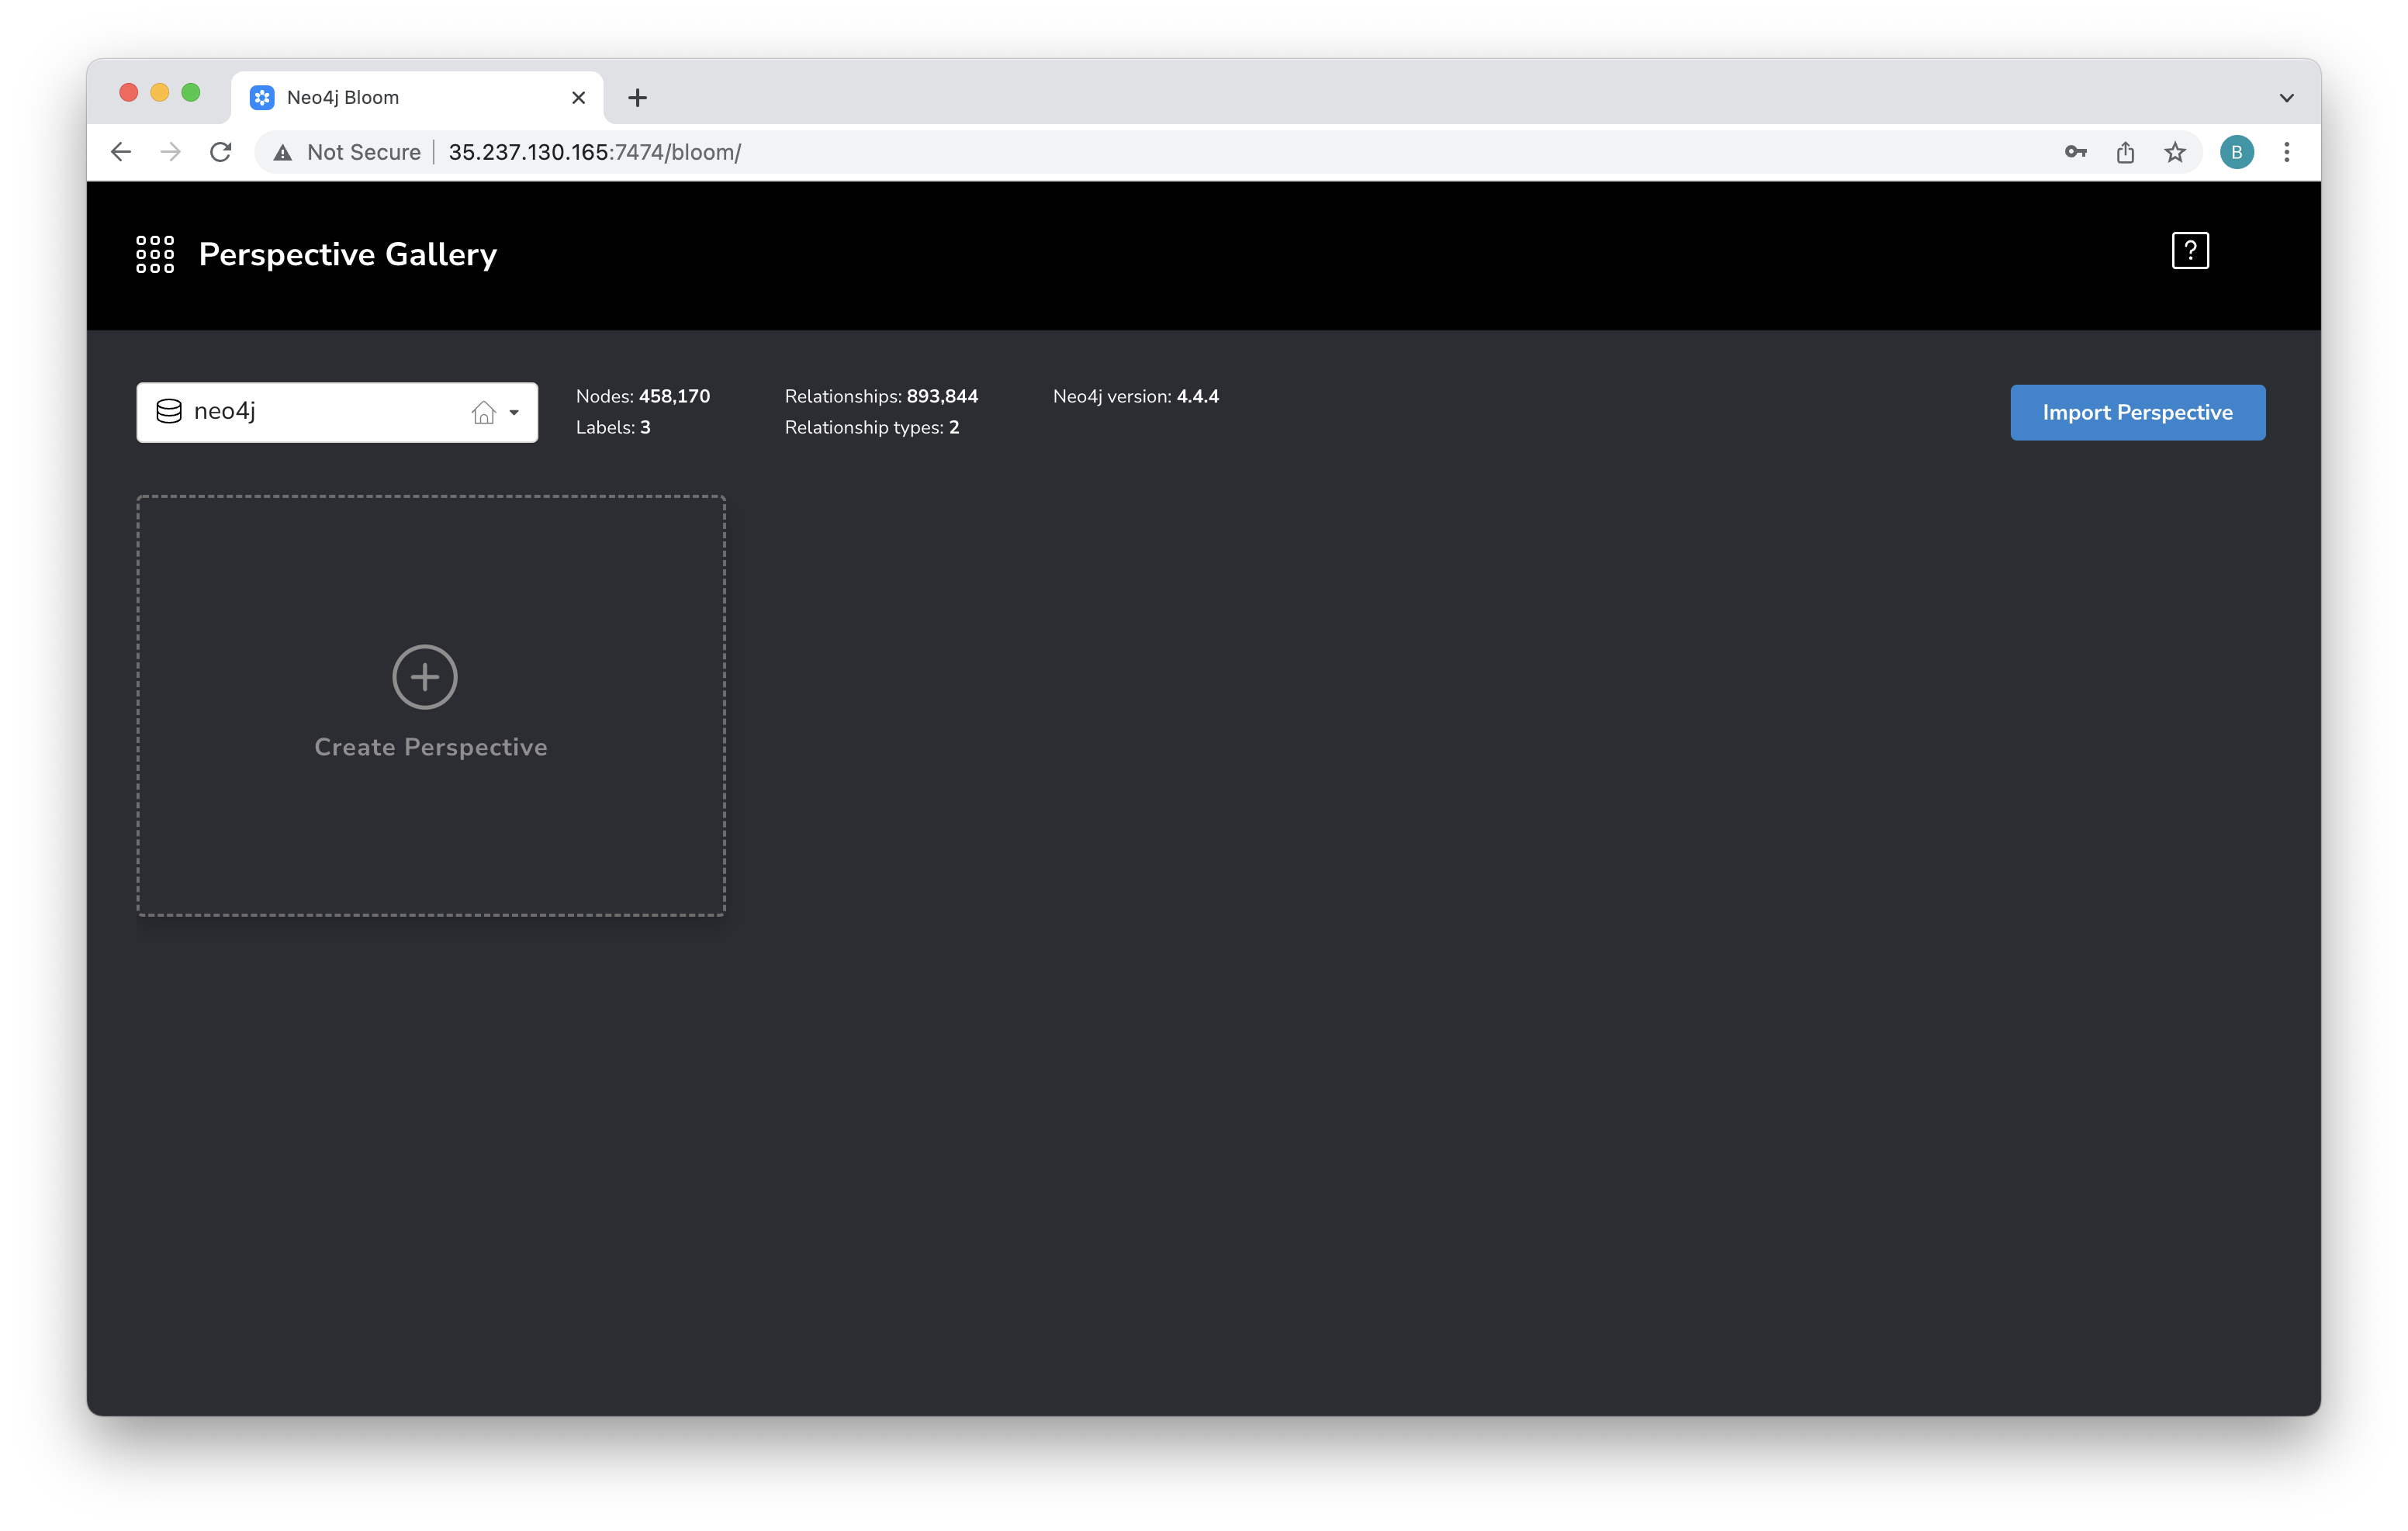 Neo4j Bloom
Not Secure 35.237.130.165:7474/bloom/
B
Perspective Gallery
?
neo4j
Nodes: 458,170
Relationships: 893,844
Neo4j version: 4.4.4
Labels: 3
Relationship types: 2
Import Perspective
Create Perspective